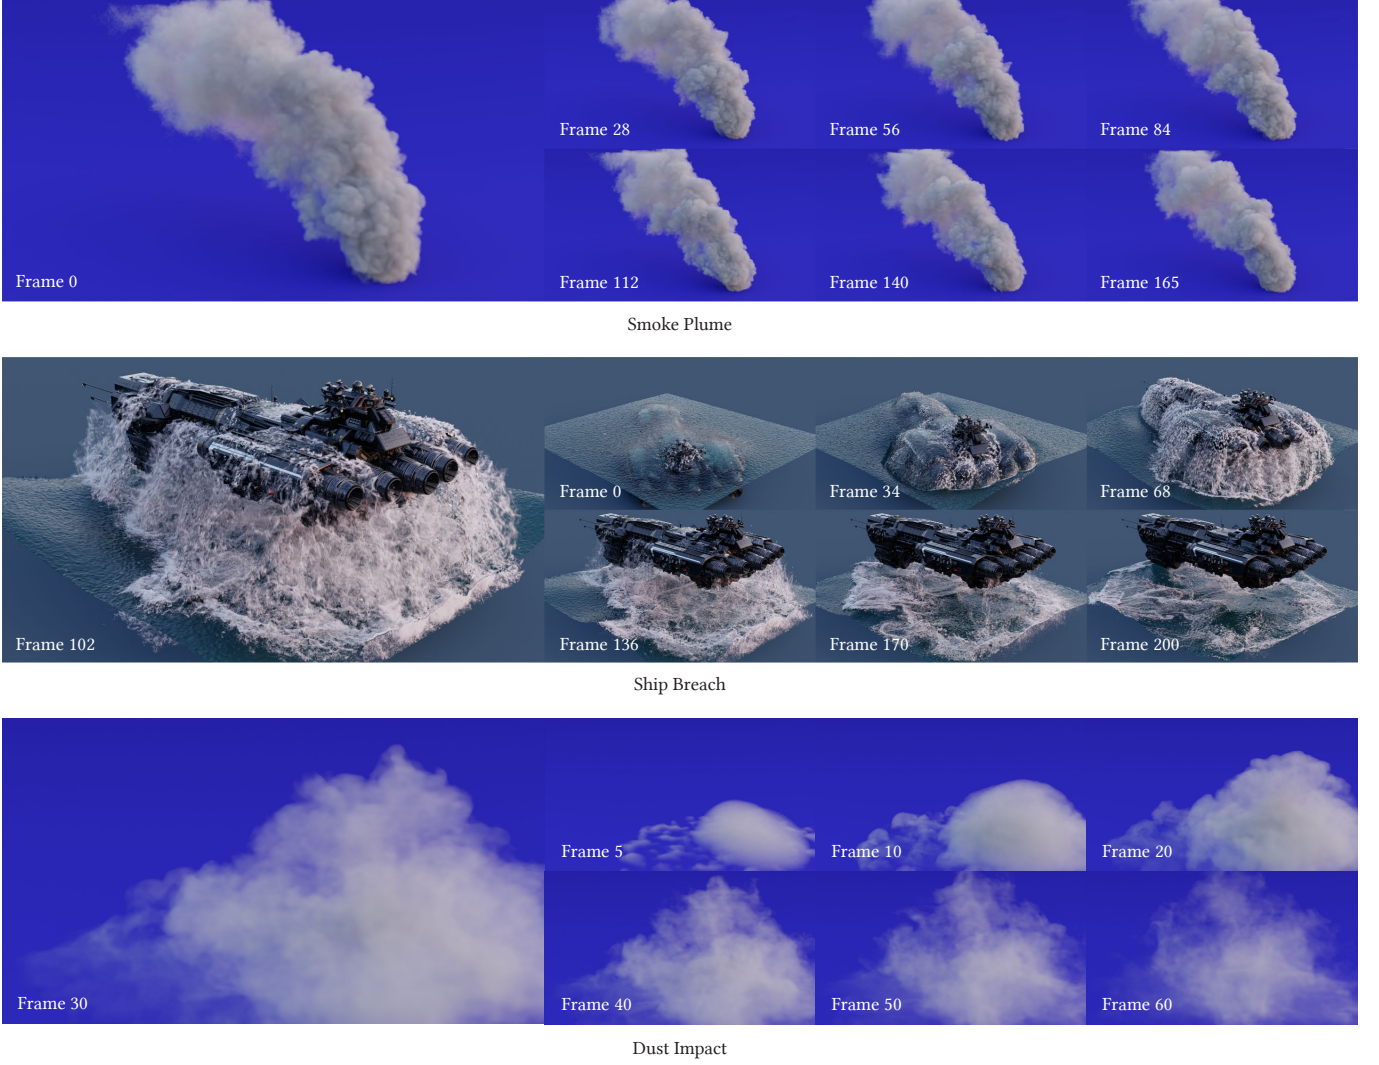 Frame 0
Frame 28
Frame 56
Frame 84
Frame 112
Frame 140
Frame 165
Smoke Plume
Frame 102
Frame 0
Frame 34
Frame 68
Frame 136
Frame 170
Frame 200
Ship Breach
Frame 30
Frame 5
Frame 10
Frame 20
Frame 40
Frame 50
Frame 60
Dust Impact